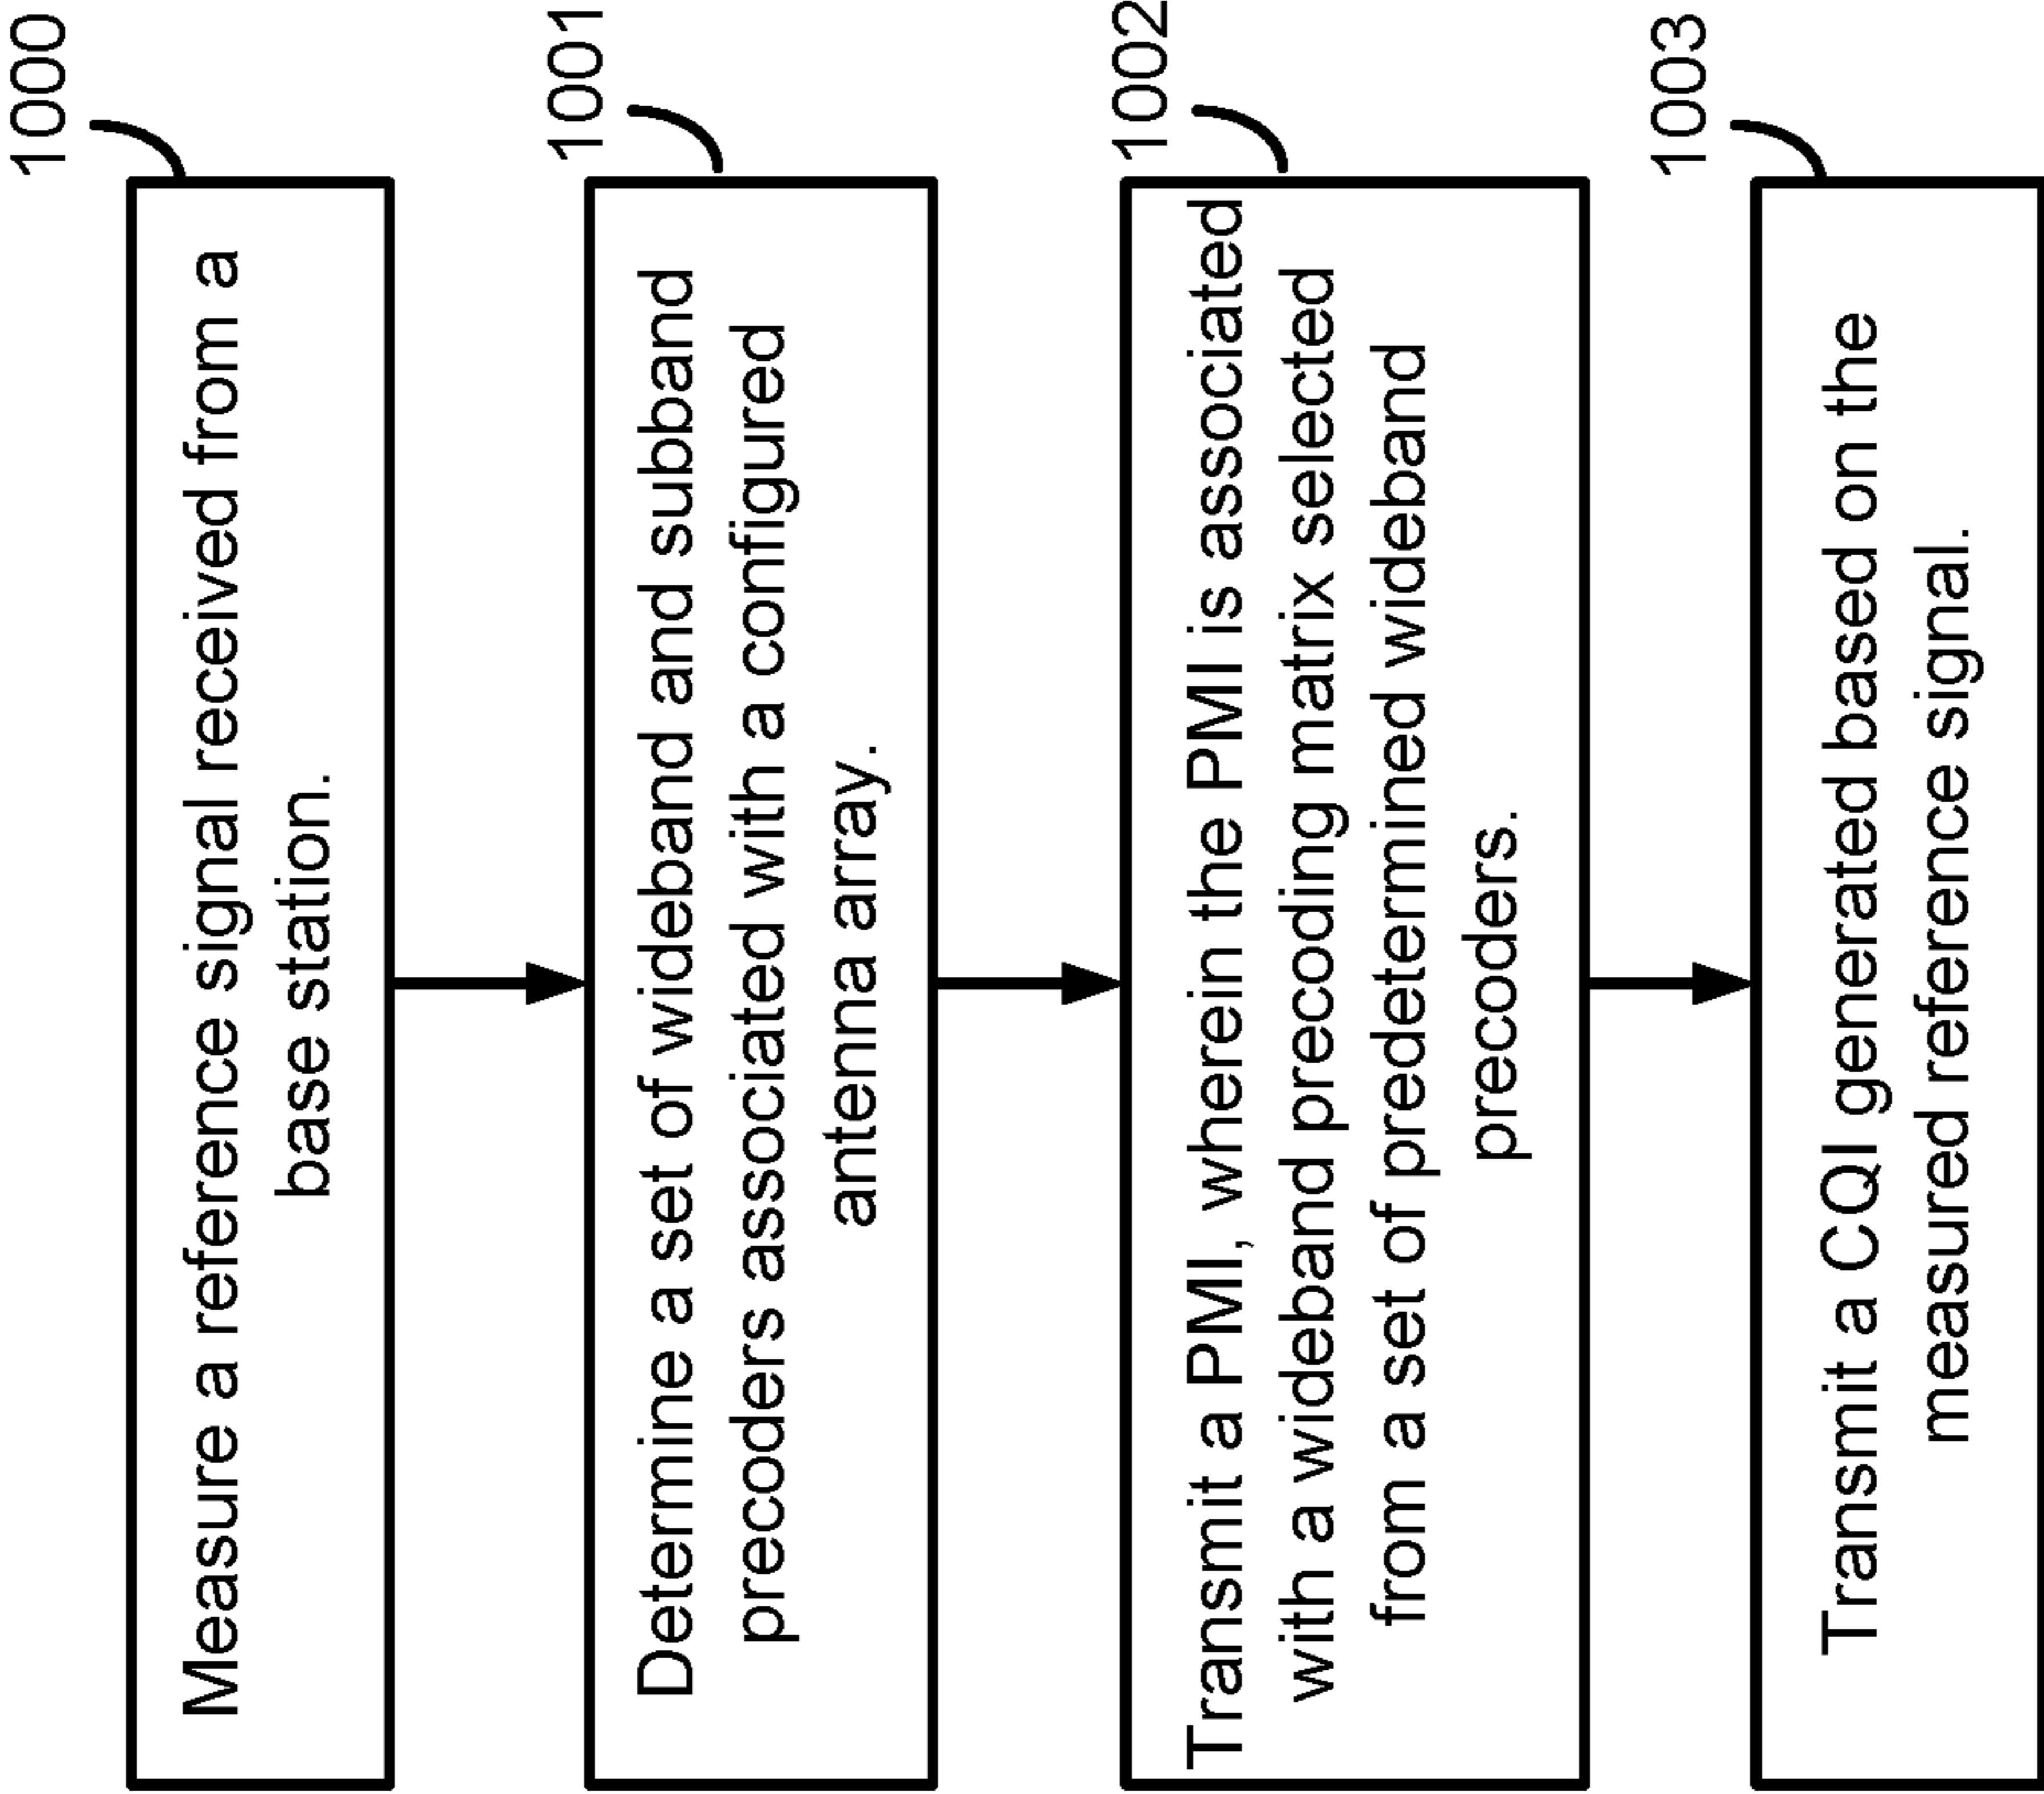 1000
Measure a reference signal received from a
base station.
1001
Determine a set of wideband and subband
precoders associated with a configured
antenna array.
1002
Transmit a PMI, wherein the PMI is associated
with a wideband precoding matrix selected
from a set of predetermined wideband
precoders.
1003
Transmit a CQI generated based on the
measured reference signal.